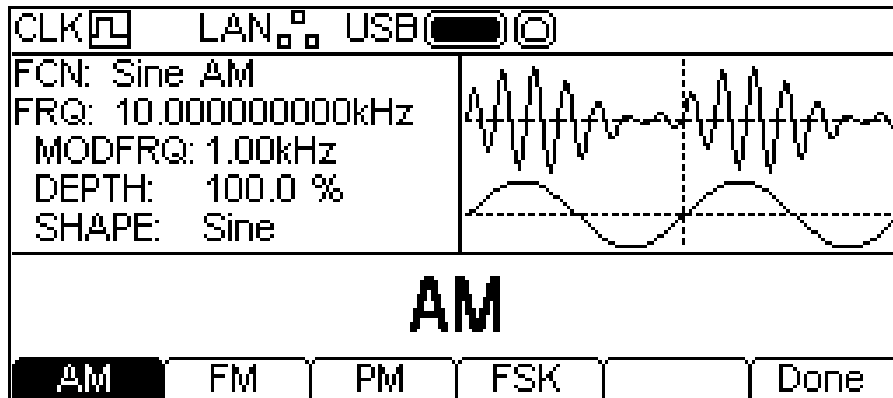 CLK LAN USB
FCN: Sine AM
FRQ: 10.000000000kHz
MODFRQ: 1.00kHz
DEPTH: 100.0 %
SHAPE: Sine
AM
AM FM PM FSK Done